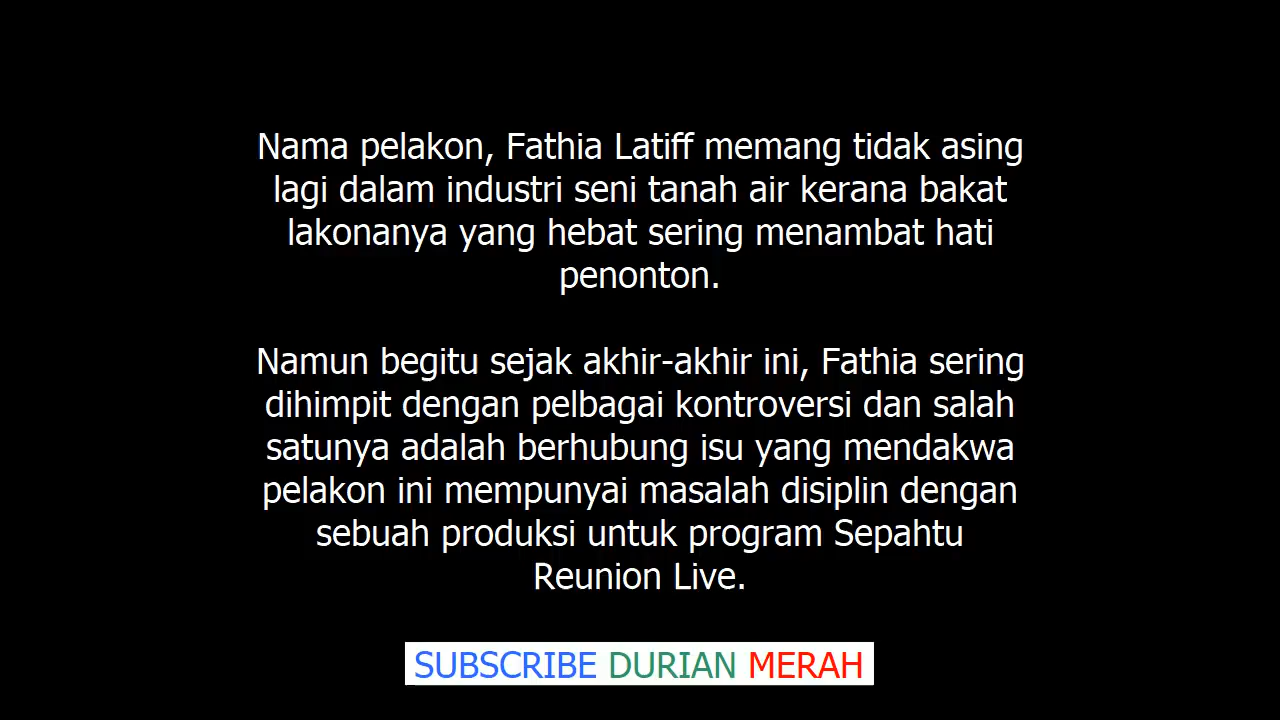 Nama pelakon, Fathia Latiff memang tidak asing
lagi dalam industri seni tanah air kerana bakat
lakonanya yang hebat sering menambat hati
penonton.
Namun begitu sejak akhir-akhir ini, Fathia sering
dihimpit dengan pelbagai kontroversi dan salah
satunya adalah berhubung isu yang mendakwa
pelakon ini mempunyai masalah disiplin dengan
sebuah produksi untuk program Sepahtu
Reunion Live.
SUBSCRIBE DURIAN MERAH